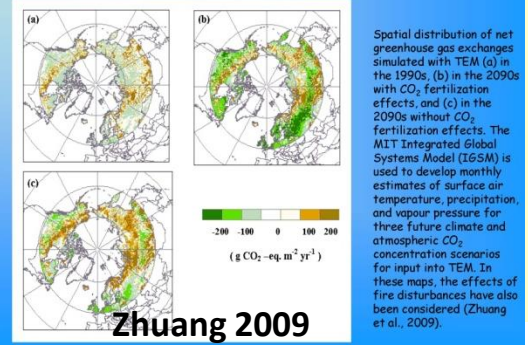 (a)
(b)
(c)
-200 -100 0 100 200
( g CO₂ –eq. m⁻² yr⁻¹ )
Zhuang 2009
Spatial distribution of net
greenhouse gas exchanges
simulated with TEM (a) in
the 1990s, (b) in the 2090s
with CO₂ fertilization
effects, and (c) in the
2090s without CO₂
fertilization effects. The
MIT Integrated Global
Systems Model (IGSM) is
used to develop monthly
estimates of surface air
temperature, precipitation,
and vapour pressure for
three future climate and
atmospheric CO₂
concentration scenarios
for input into TEM. In
these maps, the effects of
fire disturbances have also
been considered (Zhuang
et al., 2009).